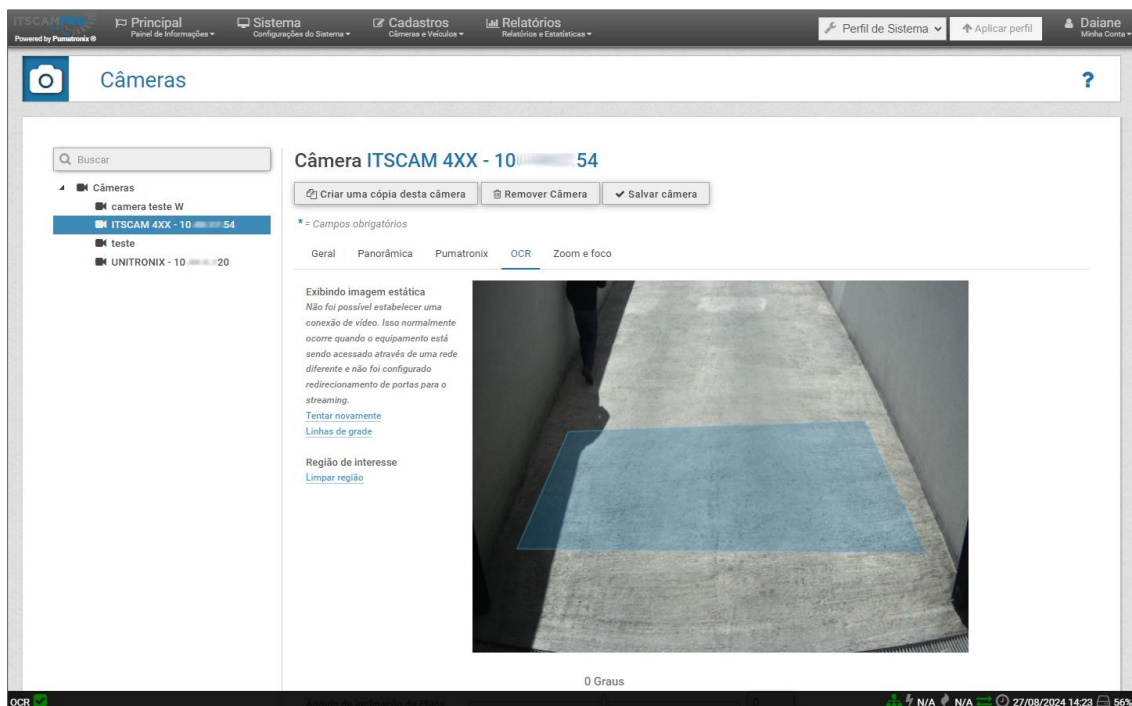 ITSCAMPRO
Powered by Pumatronix ®
Principal
Painel de Informações
Sistema
Configurações do Sistema
Cadastros
Câmeras e Veículos
Relatórios
Relatórios e Estatísticas
Perfil de Sistema
Aplicar perfil
Daiane
Minha Conta
Câmeras
?
Buscar
Câmeras
camera teste W
ITSCAM 4XX - 10 54
teste
UNITRONIX - 10 20
Câmera ITSCAM 4XX - 10 54
Criar uma cópia desta câmera
Remover Câmera
Salvar câmera
* = Campos obrigatórios
Geral Panorâmica Pumatronix OCR Zoom e foco
Exibindo imagem estática
Não foi possível estabelecer uma
conexão de vídeo. Isso normalmente
ocorre quando o equipamento está
sendo acessado através de uma rede
diferente e não foi configurado
redirecionamento de portas para o
streaming.
Tentar novamente
Linhas de grade
Região de interesse
Limpar região
0 Graus
OCR
N/A N/A 27/08/2024 14:23 56%